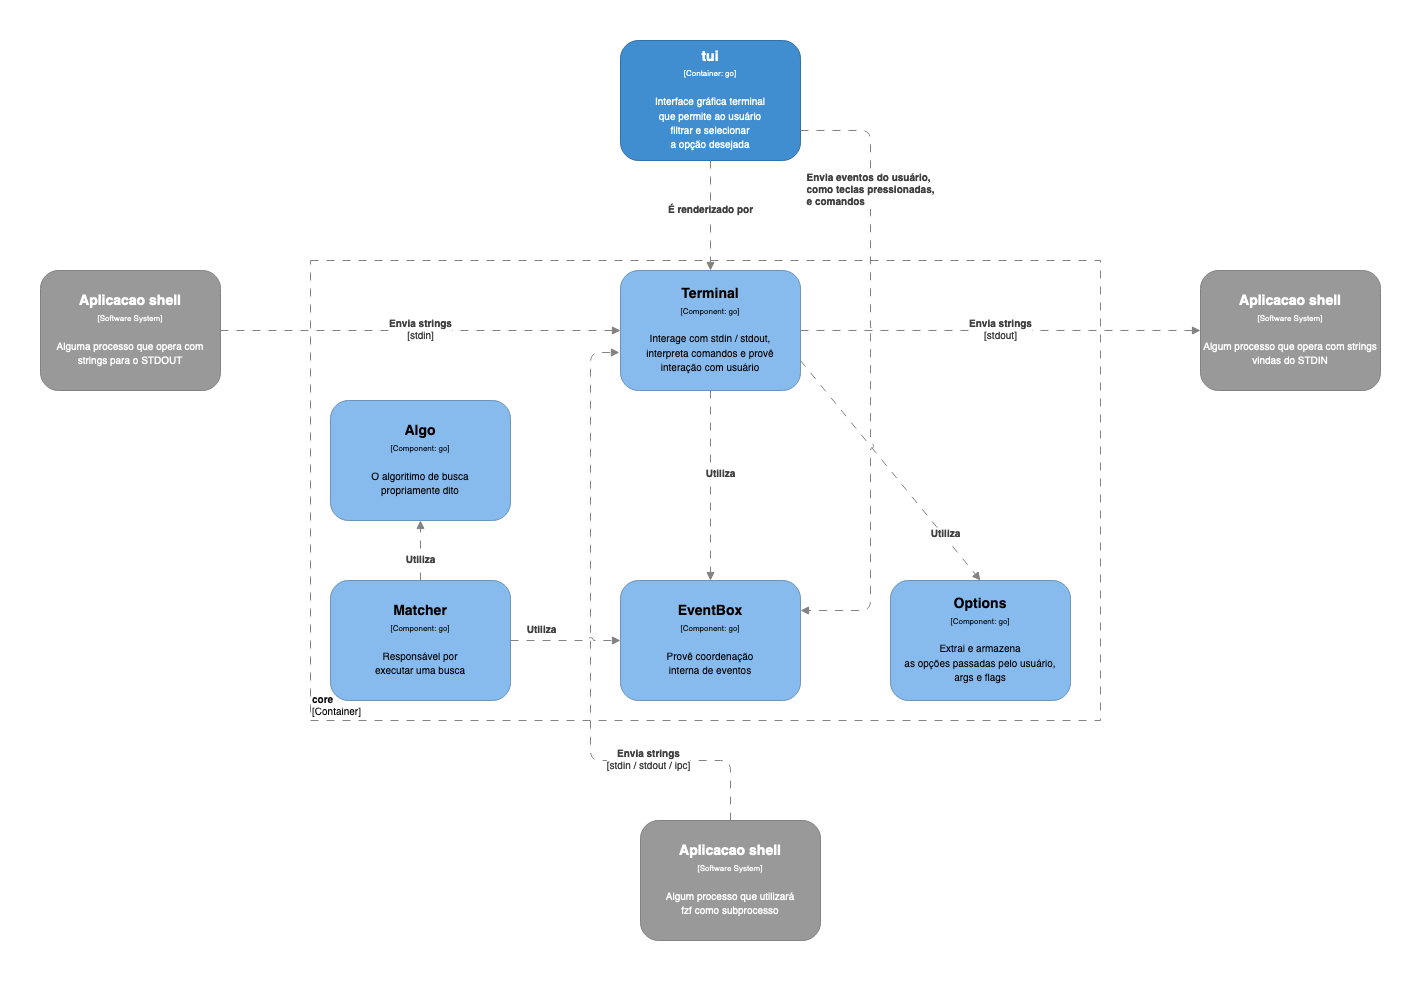 tui
[Container: go]
Interface gráfica terminal
que permite ao usuário
filtrar e selecionar
a opção desejada
Envia eventos do usuário,
como teclas pressionadas,
e comandos
É renderizado por
Aplicacao shell
[Software System]
Alguma processo que opera com
strings para o STDOUT
Envia strings
[stdin]
Terminal
[Component: go]
Interage com stdin / stdout,
interpreta comandos e provê
interação com usuário
Envia strings
[stdout]
Aplicacao shell
[Software System]
Algum processo que opera com strings
vindas do STDIN
Algo
[Component: go]
O algoritimo de busca
propriamente dito
Utiliza
Utiliza
Utiliza
Matcher
[Component: go]
Responsável por
executar uma busca
Utiliza
EventBox
[Component: go]
Provê coordenação
interna de eventos
Options
[Component: go]
Extrai e armazena
as opções passadas pelo usuário,
args e flags
core
[Container]
Envia strings
[stdin / stdout / ipc]
Aplicacao shell
[Software System]
Algum processo que utilizará
fzf como subprocesso